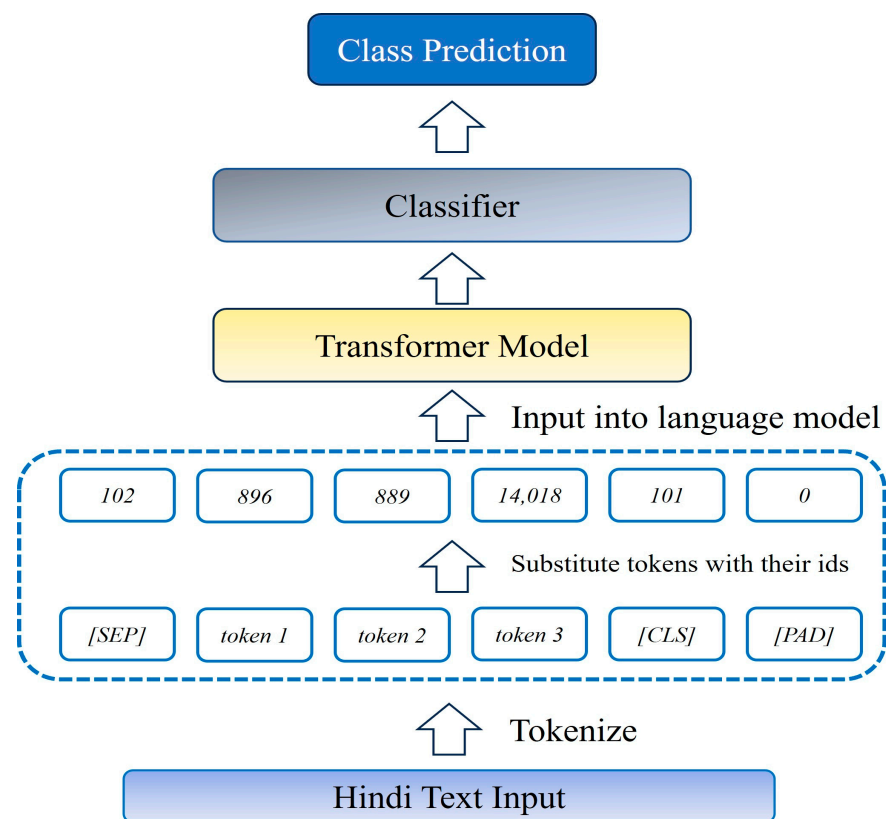 Class Prediction
Classifier
Transformer Model
Input into language model
102 896 889 14,018 101 0
Substitute tokens with their ids
[SEP] token 1 token 2 token 3 [CLS] [PAD]
Tokenize
Hindi Text Input